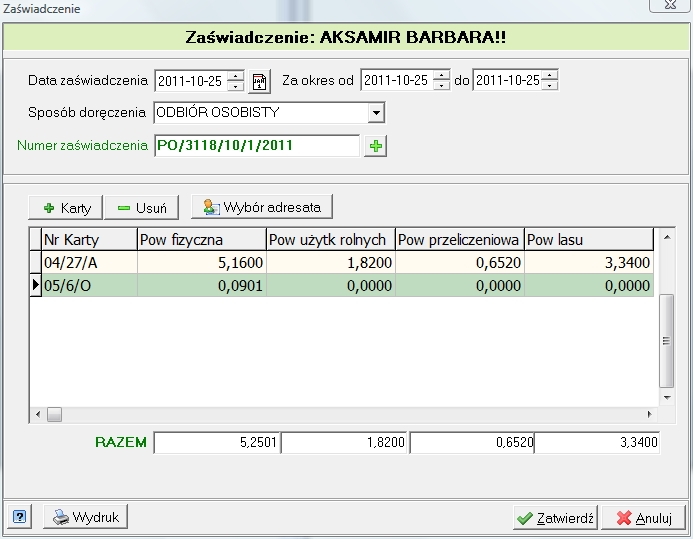 Zaświadczenie
Zaświadczenie: AKSAMIR BARBARA!!
Data zaświadczenia 2011-10-25 JAN 1 Za okres od 2011-10-25 do 2011-10-25
Sposób doręczenia ODBIÓR OSOBISTY
Numer zaświadczenia PO/3118/10/1/2011
Karty Usuń Wybór adresata
Nr Karty Pow fizyczna Pow użytk rolnych Pow przeliczeniowa Pow lasu
04/27/A 5,1600 1,8200 0,6520 3,3400
05/6/O 0,0901 0,0000 0,0000 0,0000
RAZEM 5,2501 1,8200 0,6520 3,3400
? Wydruk Zatwierdź Anuluj